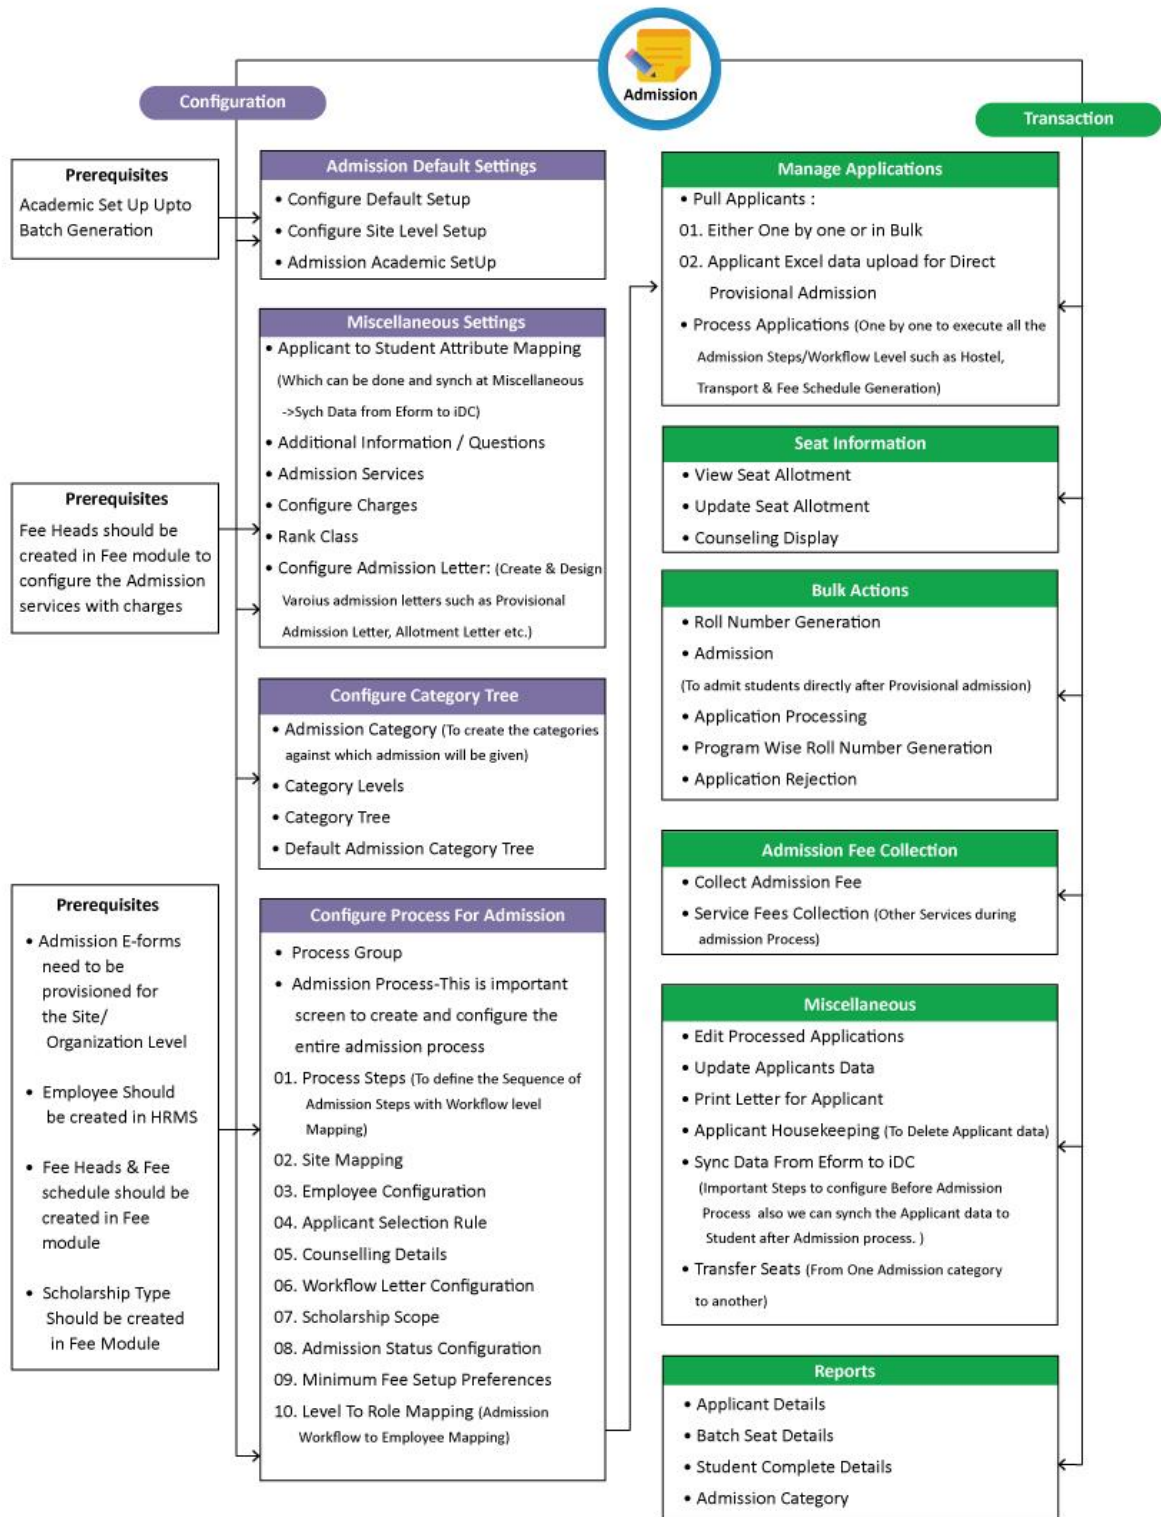 Admission
Configuration
Prerequisites
Academic Set Up Upto
Batch Generation
Admission Default Settings
• Configure Default Setup
• Configure Site Level Setup
• Admission Academic SetUp
Miscellaneous Settings
• Applicant to Student Attribute Mapping
(Which can be done and synch at Miscellaneous
->Sych Data from Eform to iDC)
• Additional Information / Questions
• Admission Services
• Configure Charges
• Rank Class
• Configure Admission Letter: (Create & Design
Varoius admission letters such as Provisional
Admission Letter, Allotment Letter etc.)
Prerequisites
Fee Heads should be
created in Fee module to
configure the Admission
services with charges
Configure Category Tree
• Admission Category (To create the categories
against which admission will be given)
• Category Levels
• Category Tree
• Default Admission Category Tree
Prerequisites
• Admission E-forms
need to be
provisioned for
the Site/
Organization Level
• Employee Should
be created in HRMS
• Fee Heads & Fee
schedule should be
created in Fee
module
• Scholarship Type
Should be created
in Fee Module
Configure Process For Admission
• Process Group
• Admission Process-This is important
screen to create and configure the
entire admission process
01. Process Steps (To define the Sequence of
Admission Steps with Workflow level
Mapping)
02. Site Mapping
03. Employee Configuration
04. Applicant Selection Rule
05. Counselling Details
06. Workflow Letter Configuration
07. Scholarship Scope
08. Admission Status Configuration
09. Minimum Fee Setup Preferences
10. Level To Role Mapping (Admission
Workflow to Employee Mapping)
Transaction
Manage Applications
• Pull Applicants :
01. Either One by one or in Bulk
02. Applicant Excel data upload for Direct
Provisional Admission
• Process Applications (One by one to execute all the
Admission Steps/Workflow Level such as Hostel,
Transport & Fee Schedule Generation)
Seat Information
• View Seat Allotment
• Update Seat Allotment
• Counseling Display
Bulk Actions
• Roll Number Generation
• Admission
(To admit students directly after Provisional admission)
• Application Processing
• Program Wise Roll Number Generation
• Application Rejection
Admission Fee Collection
• Collect Admission Fee
• Service Fees Collection (Other Services during
admission Process)
Miscellaneous
• Edit Processed Applications
• Update Applicants Data
• Print Letter for Applicant
• Applicant Housekeeping (To Delete Applicant data)
• Sync Data From Eform to iDC
(Important Steps to configure Before Admission
Process also we can synch the Applicant data to
Student after Admission process. )
• Transfer Seats (From One Admission category
to another)
Reports
• Applicant Details
• Batch Seat Details
• Student Complete Details
• Admission Category